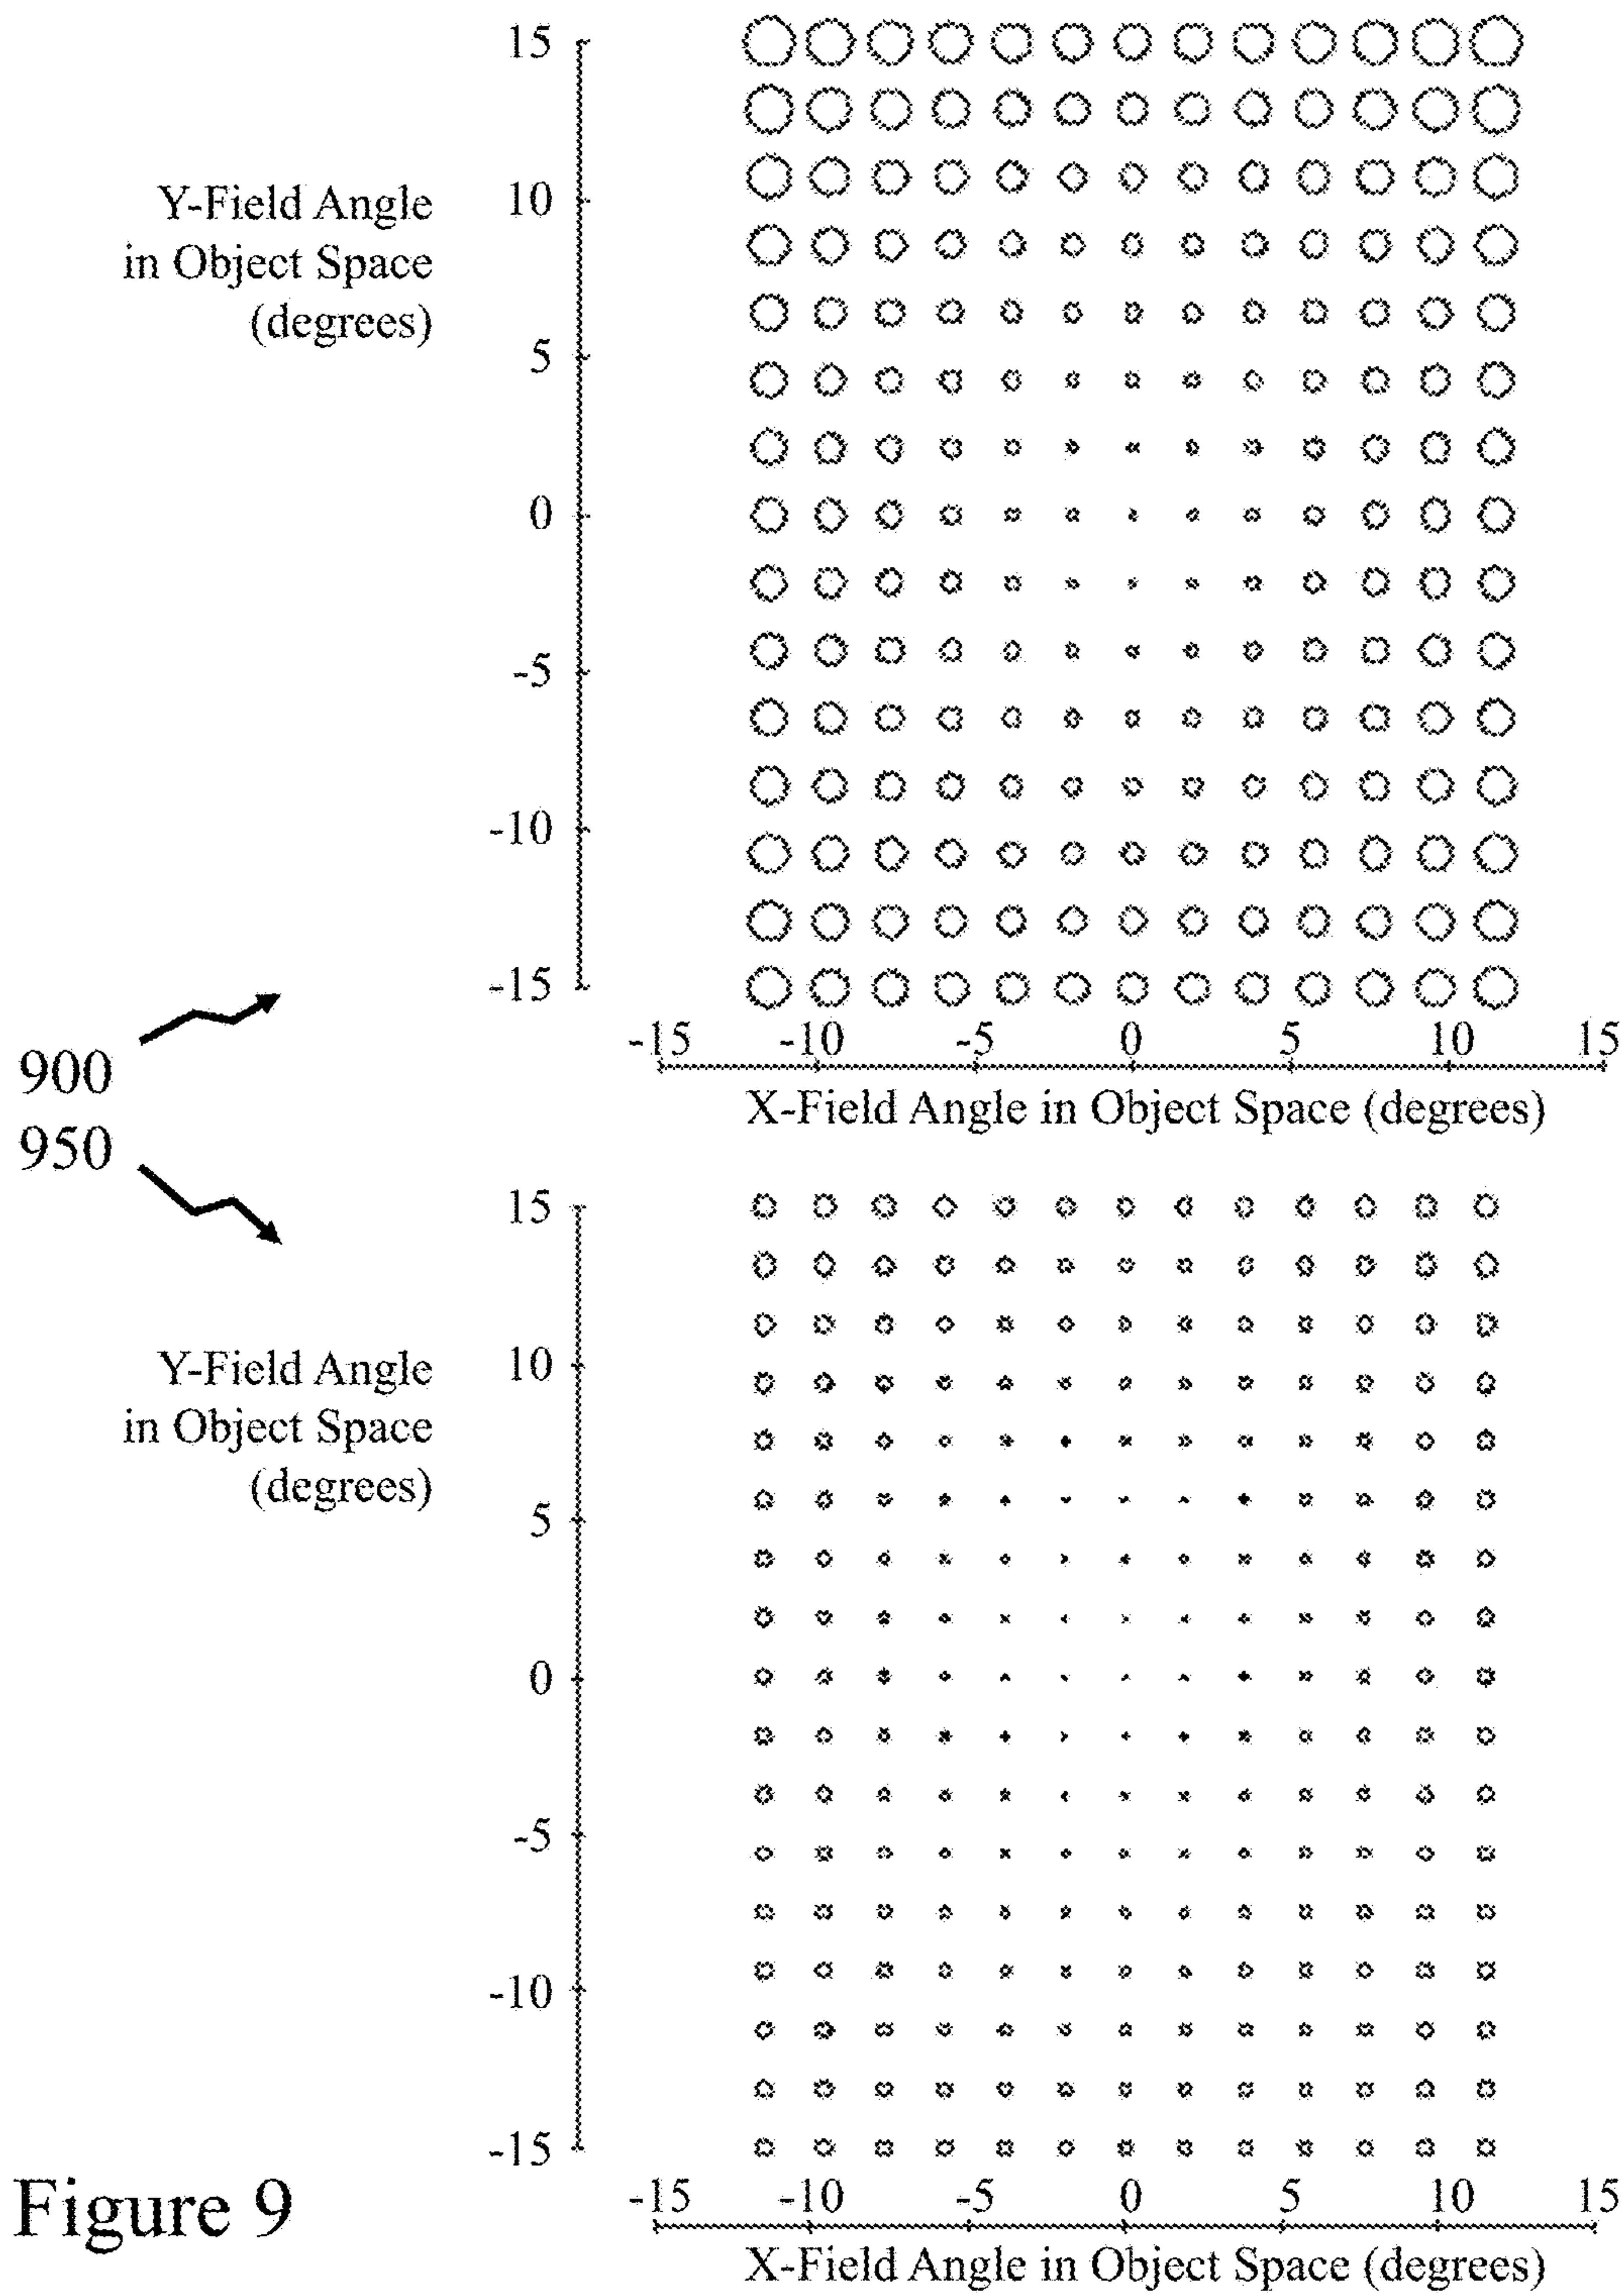 15
10
5
0
-5
-10
-15
Y-Field Angle
in Object Space
(degrees)
-15 -10 -5 0 5 10 15
X-Field Angle in Object Space (degrees)
900
950
15
10
5
0
-5
-10
-15
Y-Field Angle
in Object Space
(degrees)
-15 -10 -5 0 5 10 15
X-Field Angle in Object Space (degrees)
Figure 9